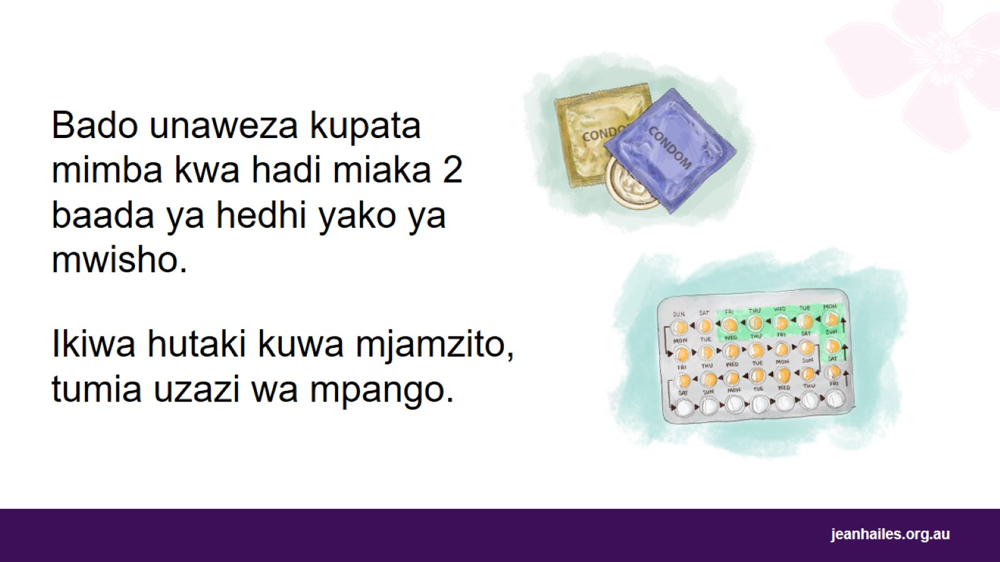 Bado unaweza kupata
mimba kwa hadi miaka 2
baada ya hedhi yako ya
mwisho.
Ikiwa hutaki kuwa mjamzito,
tumia uzazi wa mpango.
CONDO
CONDOM
SUN SAT FRI THU WED TUE MON
MON TUE WED THU FRI SAT SUN
FRI THU WED TUE MON SUN SAT
SAT SUN MON TUE WED THU FRI
jeanhailes.org.au